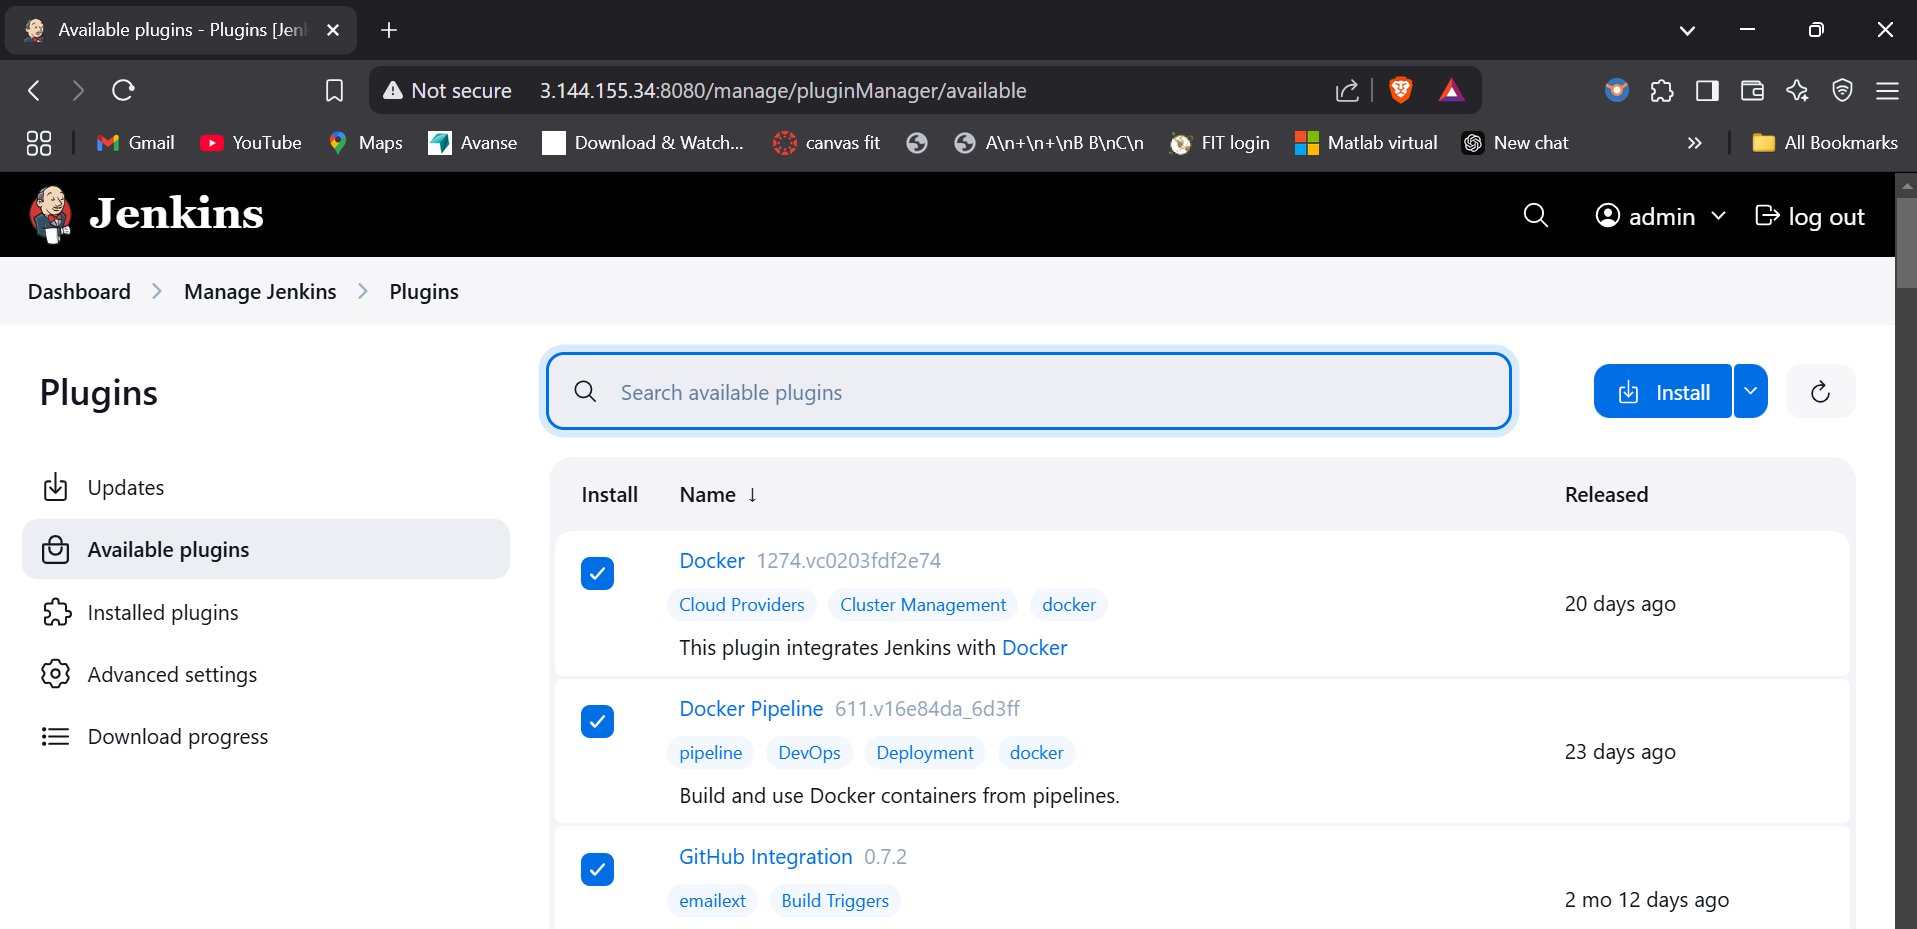 Available plugins - Plugins [Jen
Not secure 3.144.155.34:8080/manage/pluginManager/available
Gmail YouTube Maps Avanse Download & Watch... canvas fit A\n+\n+\nB B\nC\n FIT login Matlab virtual New chat » All Bookmarks
Jenkins admin log out
Dashboard Manage Jenkins Plugins
Plugins
Search available plugins
Install
Updates
Available plugins
Installed plugins
Advanced settings
Download progress
Install Name ↓ Released
Docker 1274.vc0203fdf2e74
Cloud Providers Cluster Management docker
20 days ago
This plugin integrates Jenkins with Docker
Docker Pipeline 611.v16e84da_6d3ff
pipeline DevOps Deployment docker
23 days ago
Build and use Docker containers from pipelines.
GitHub Integration 0.7.2
emailext Build Triggers
2 mo 12 days ago